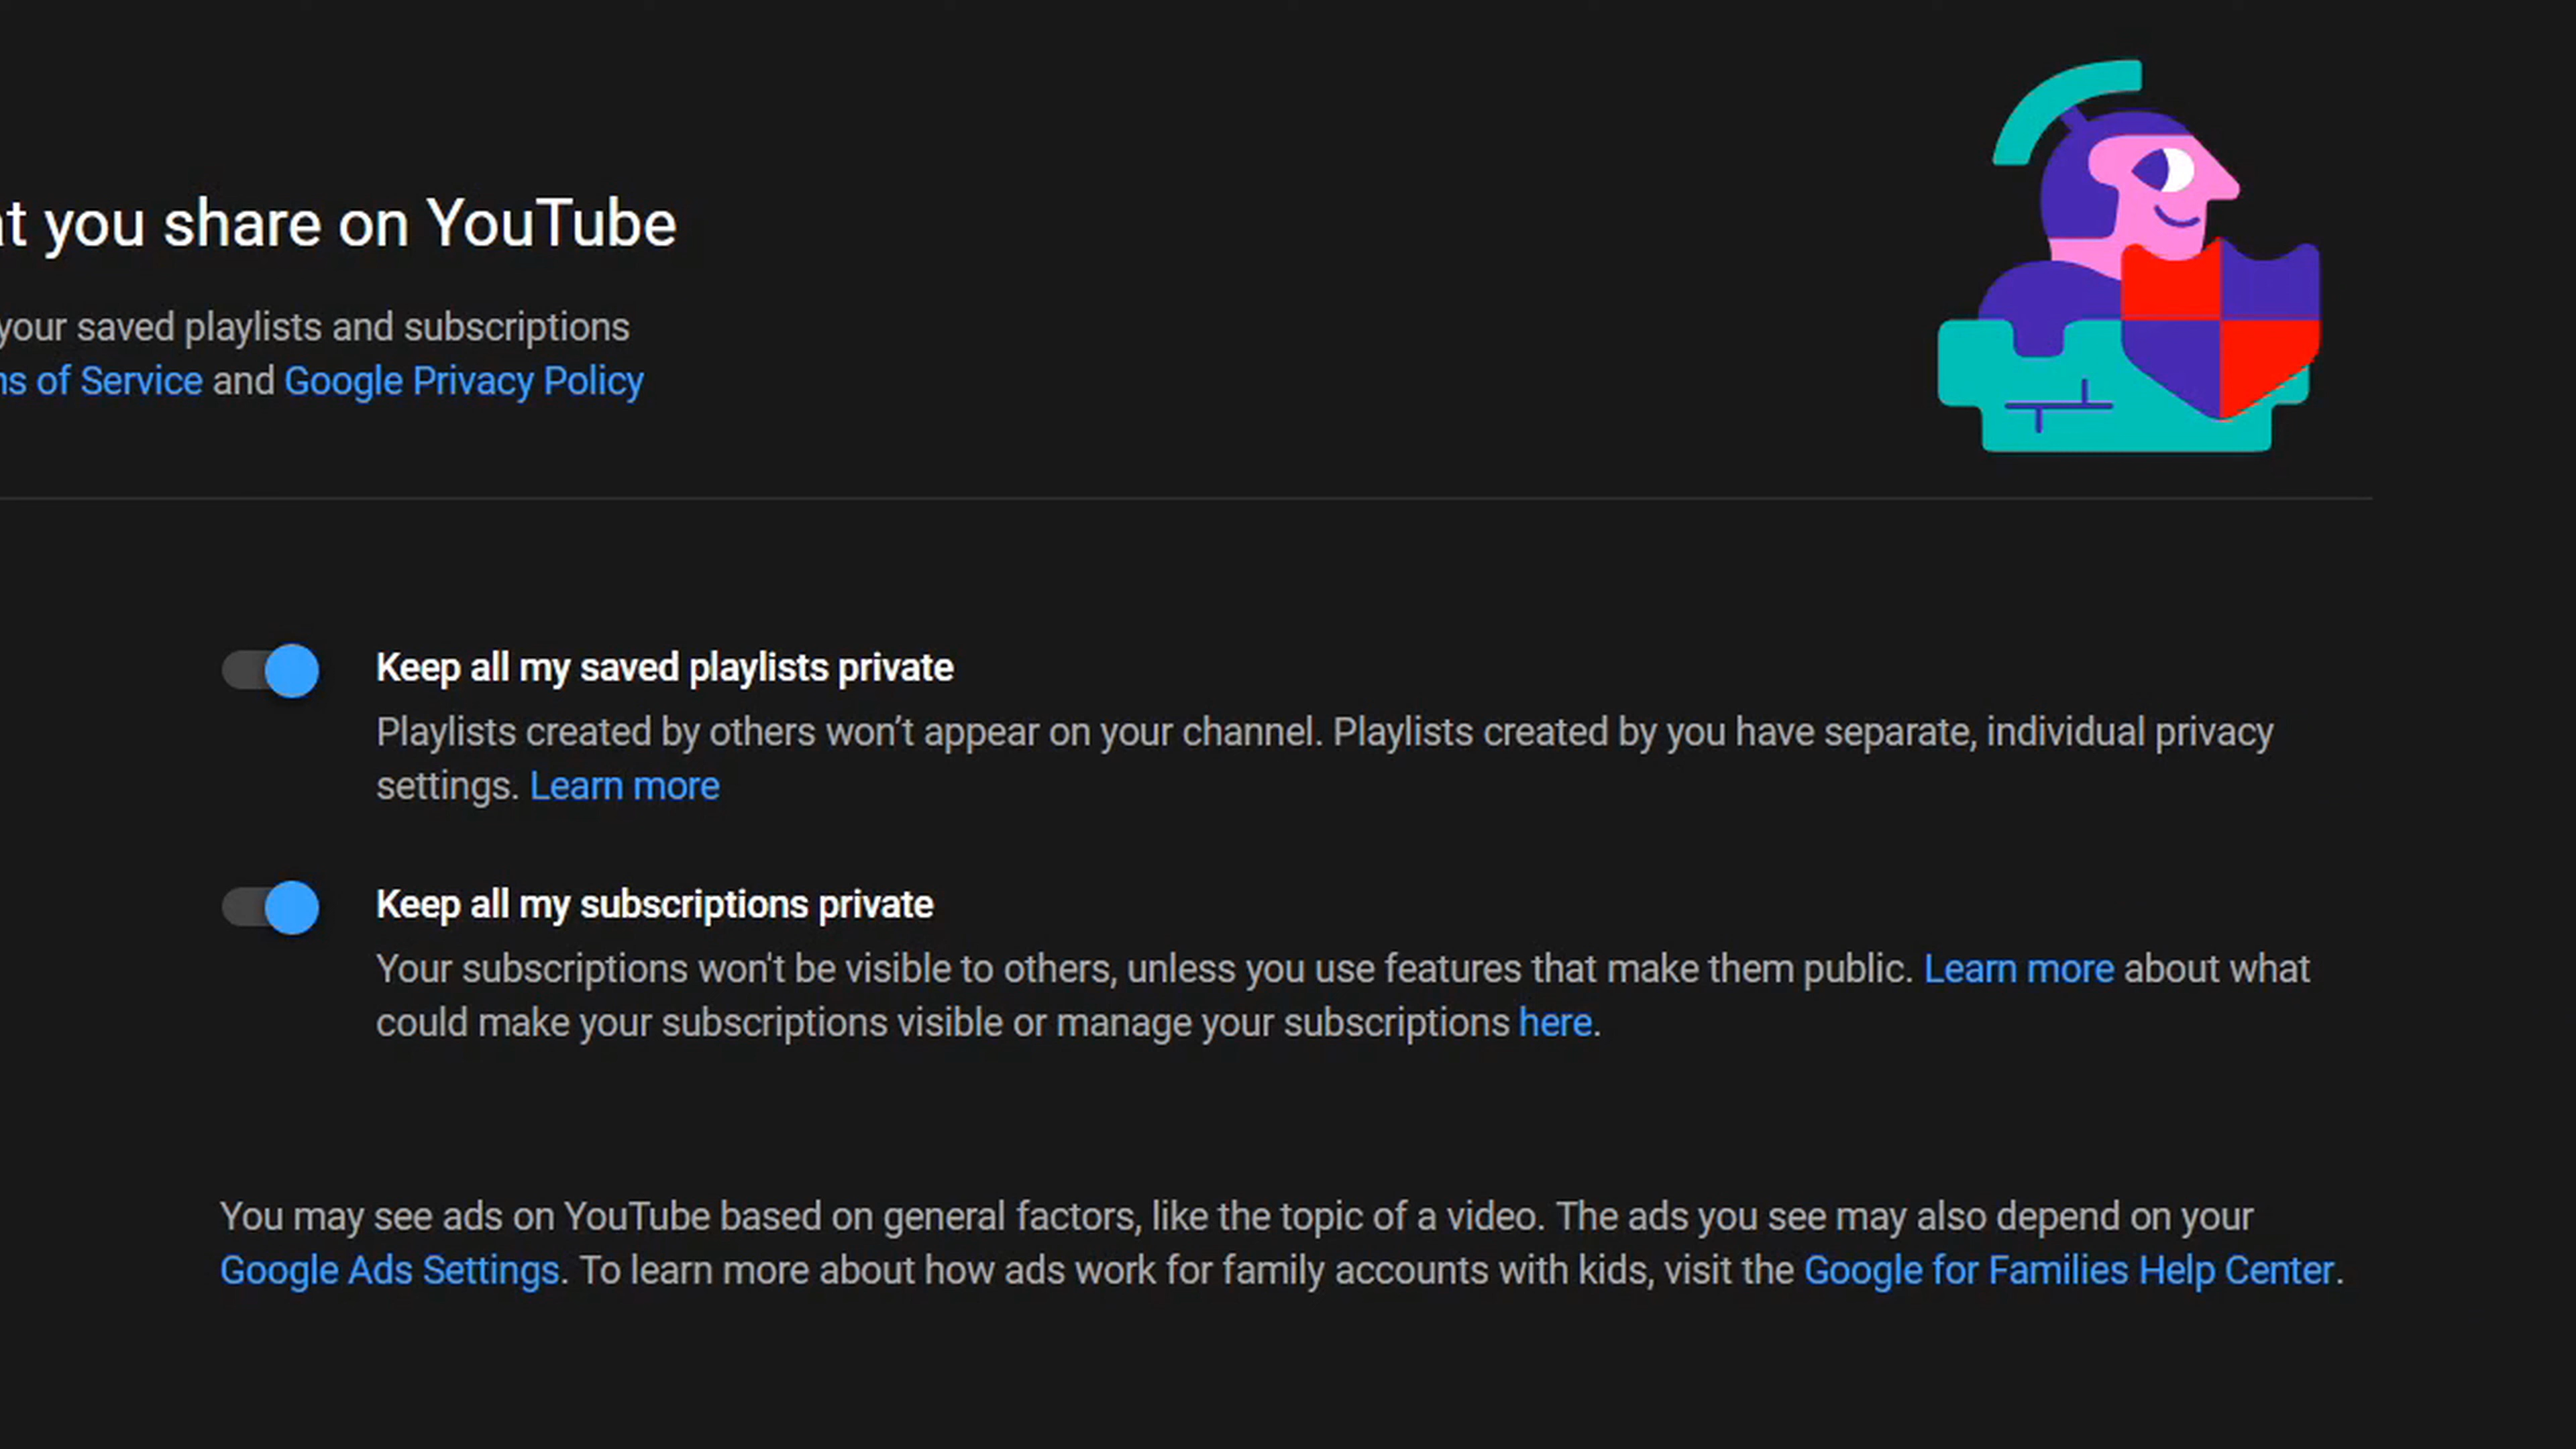 you share on YouTube
your saved playlists and subscriptions
of Service and Google Privacy Policy
Keep all my saved playlists private
Playlists created by others won’t appear on your channel. Playlists created by you have separate, individual privacy
settings. Learn more
Keep all my subscriptions private
Your subscriptions won't be visible to others, unless you use features that make them public. Learn more about what
could make your subscriptions visible or manage your subscriptions here.
You may see ads on YouTube based on general factors, like the topic of a video. The ads you see may also depend on your
Google Ads Settings. To learn more about how ads work for family accounts with kids, visit the Google for Families Help Center.